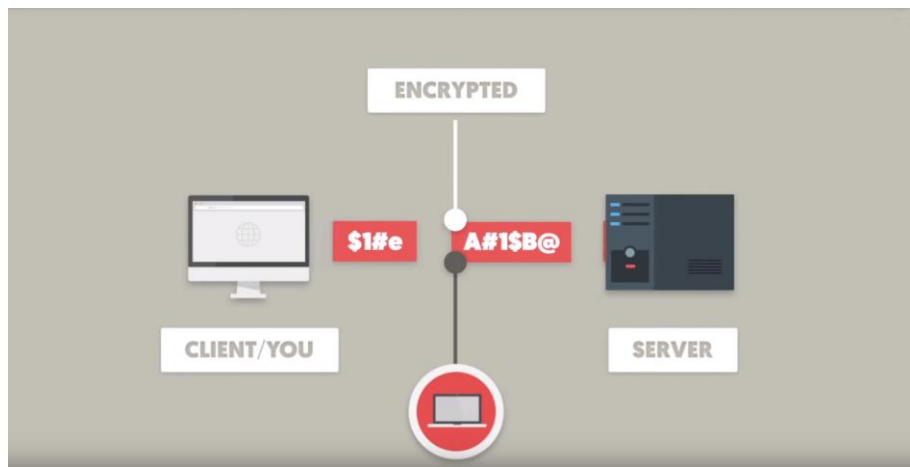 ENCRYPTED
$1#e
A#1$B@
CLIENT/YOU
SERVER